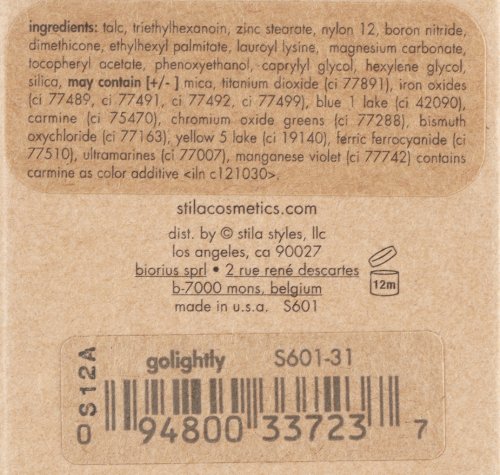 ingredients: talc, triethylhexanoin, zinc stearate, nylon 12, boron nitride,
dimethicone, ethylhexyl palmitate, lauroyl lysine, magnesium carbonate,
tocopheryl acetate, phenoxyethanol, caprylyl glycol, hexylene glycol,
silica, may contain [+/- ] mica, titanium dioxide (ci 77891), iron oxides
(ci 77489, ci 77491, ci 77492, ci 77499), blue 1 lake (ci 42090),
carmine (ci 75470), chromium oxide greens (ci 77288), bismuth
oxychloride (ci 77163), yellow 5 lake (ci 19140), ferric ferrocyanide (ci
77510), ultramarines (ci 77007), manganese violet (ci 77742) contains
carmine as color additive <iln c121030>.
stilacosmetics.com
dist. by © stila styles, llc
los angeles, ca 90027
biorius sprl • 2 rue rené descartes
b-7000 mons, belgium
made in u.s.a. S601
12m
golightly S601-31
S12A
0 94800 33723 7